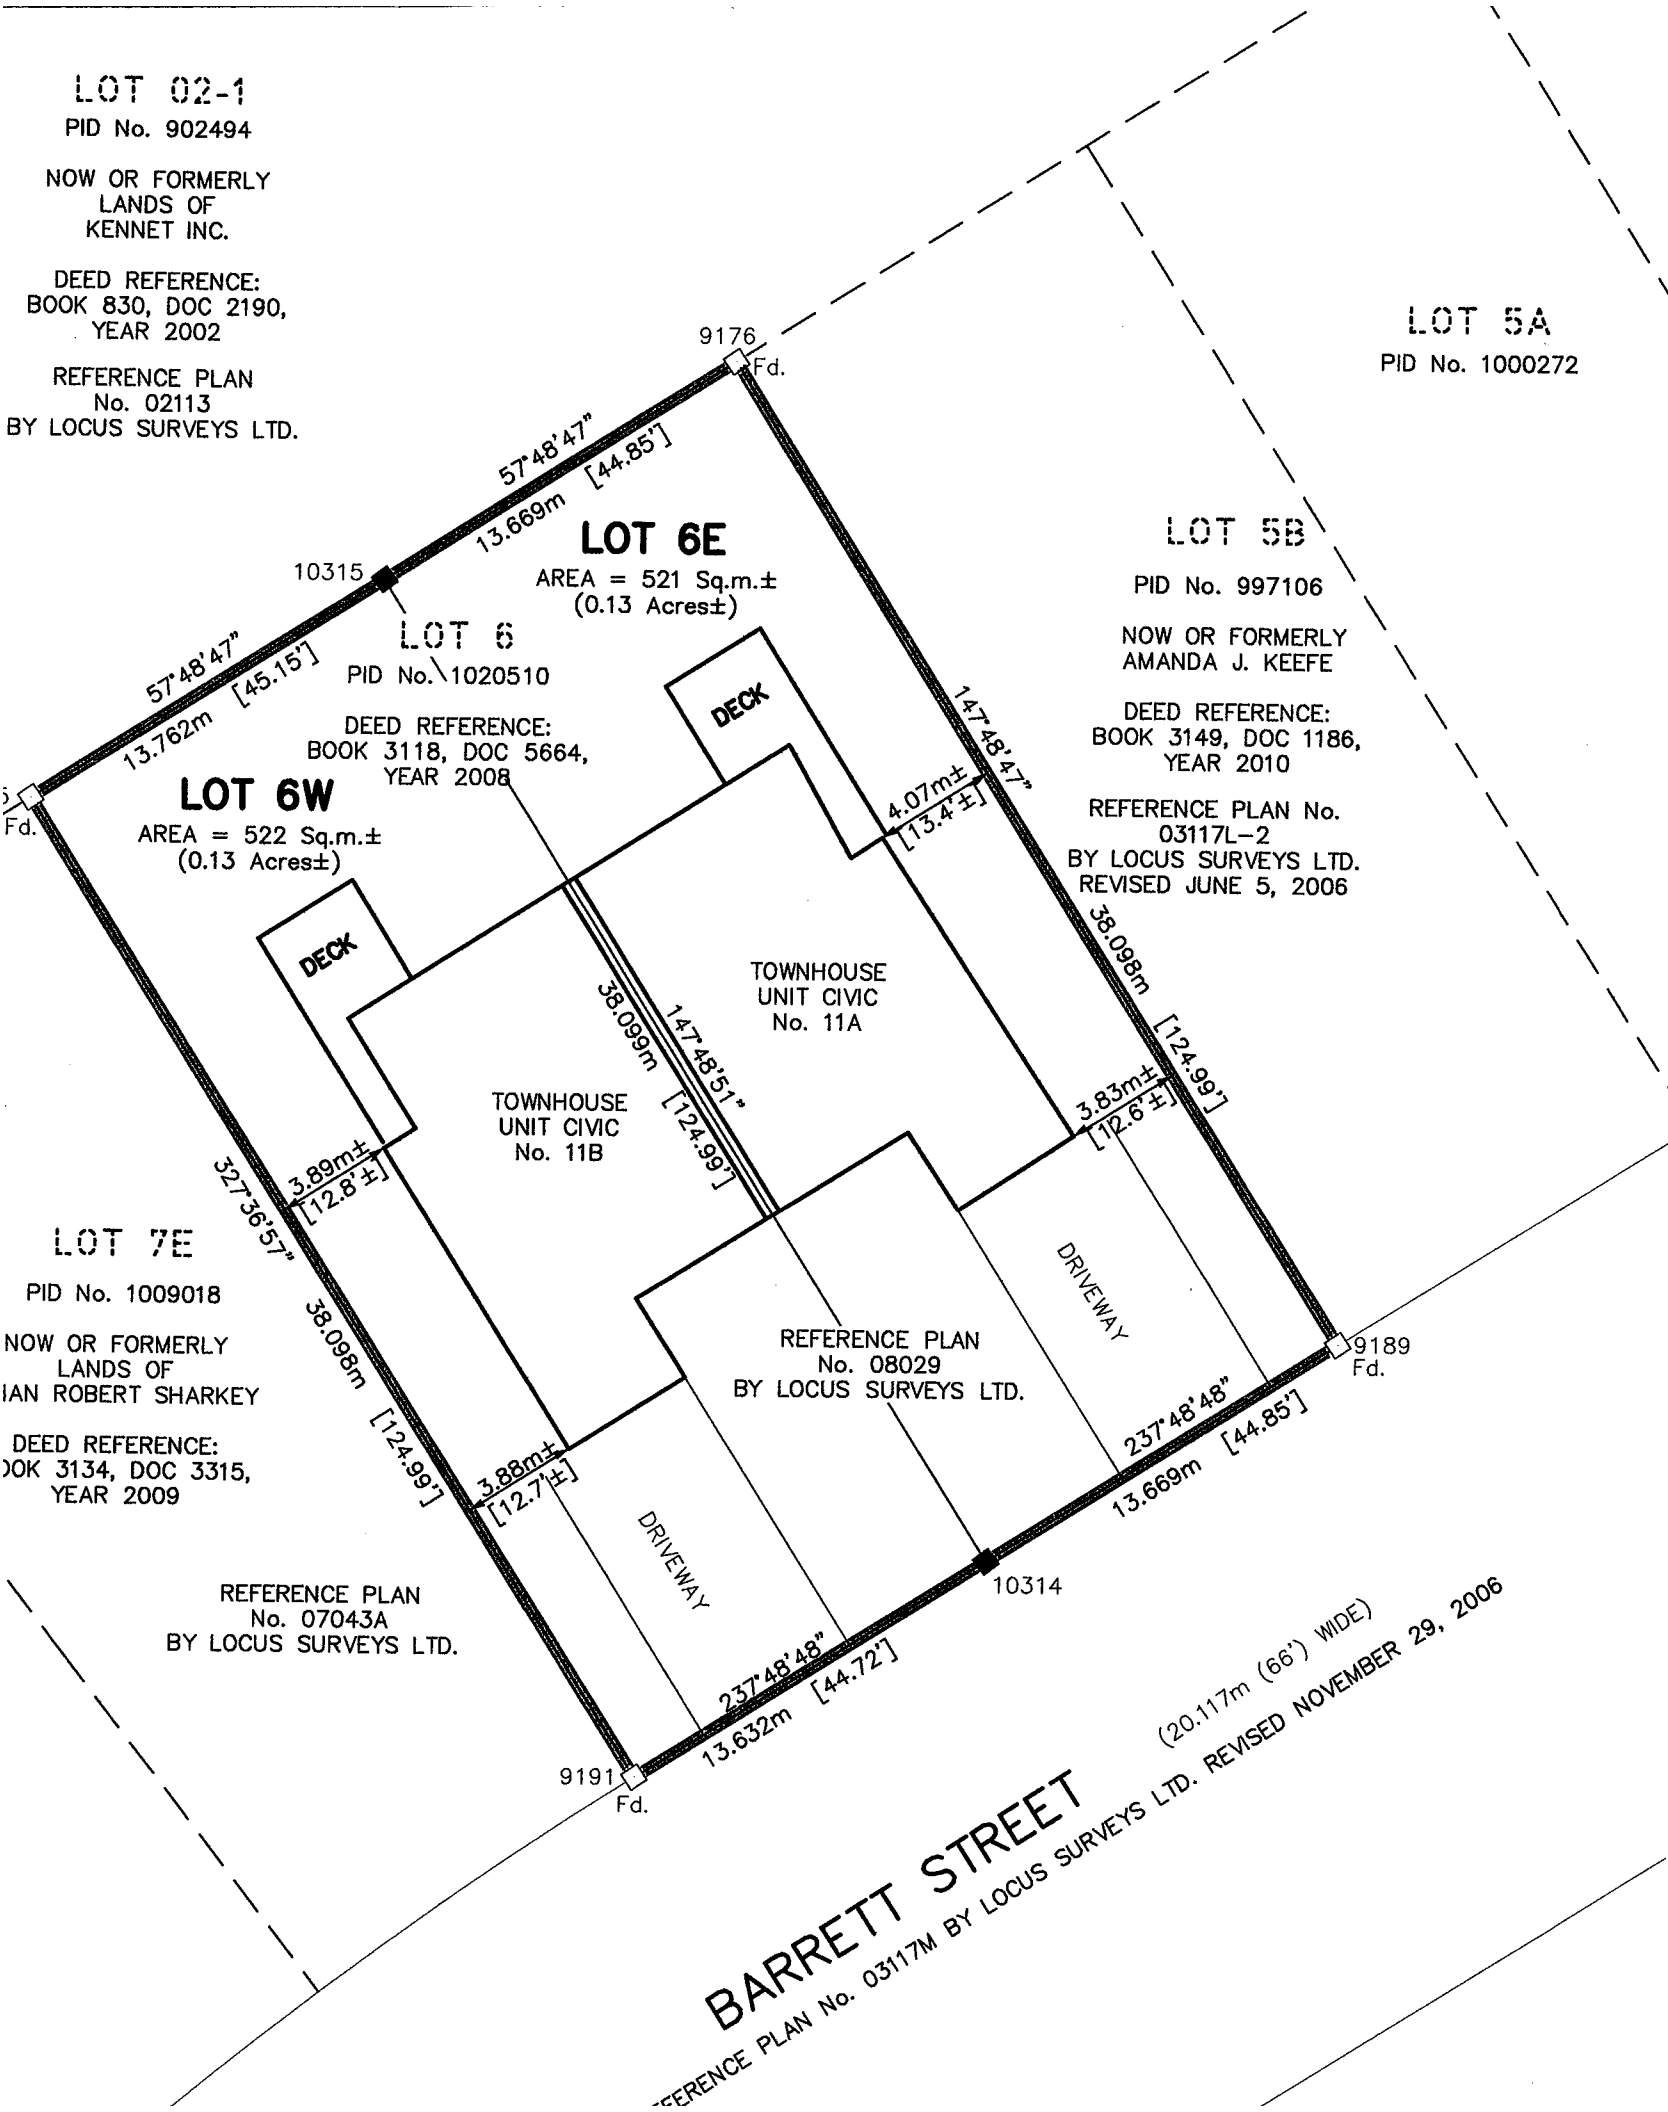 LOT 02-1
PID No. 902494
NOW OR FORMERLY
LANDS OF
KENNET INC.
DEED REFERENCE:
BOOK 830, DOC 2190,
YEAR 2002
REFERENCE PLAN
No. 02113
BY LOCUS SURVEYS LTD.
9176
Fd.
LOT 5A
PID No. 1000272
57°48'47"
[44.85']
13.669m
LOT 6E
AREA = 521 Sq.m.±
(0.13 Acres±)
10315
LOT 6
PID No. 1020510
DEED REFERENCE:
BOOK 3118, DOC 5664,
YEAR 2008
57°48'47"
[45.15']
13.762m
LOT 6W
AREA = 522 Sq.m.±
(0.13 Acres±)
Fd.
LOT 5B
PID No. 997106
NOW OR FORMERLY
AMANDA J. KEEFE
DEED REFERENCE:
BOOK 3149, DOC 1186,
YEAR 2010
REFERENCE PLAN No.
03117L-2
BY LOCUS SURVEYS LTD.
REVISED JUNE 5, 2006
DECK
147°48'47"
4.07m±
[13.4'±]
38.098m
[124.99']
DECK
TOWNHOUSE
UNIT CIVIC
No. 11A
38.099m
147°48'51"
[124.99']
TOWNHOUSE
UNIT CIVIC
No. 11B
3.83m±
[12.6'±]
3.89m±
[12.8'±]
327°36'57"
38.098m
[124.99']
LOT 7E
PID No. 1009018
NOW OR FORMERLY
LANDS OF
IAN ROBERT SHARKEY
DEED REFERENCE:
OOK 3134, DOC 3315,
YEAR 2009
REFERENCE PLAN
No. 07043A
BY LOCUS SURVEYS LTD.
DRIVEWAY
REFERENCE PLAN
No. 08029
BY LOCUS SURVEYS LTD.
9189
Fd.
237°48'48"
[44.85']
13.669m
3.88m±
[12.7'±]
DRIVEWAY
10314
237°48'48"
[44.72']
13.632m
9191
Fd.
(20.117m (66') WIDE)
BARRETT STREET
FERENCE PLAN No. 03117M BY LOCUS SURVEYS LTD. REVISED NOVEMBER 29, 2006